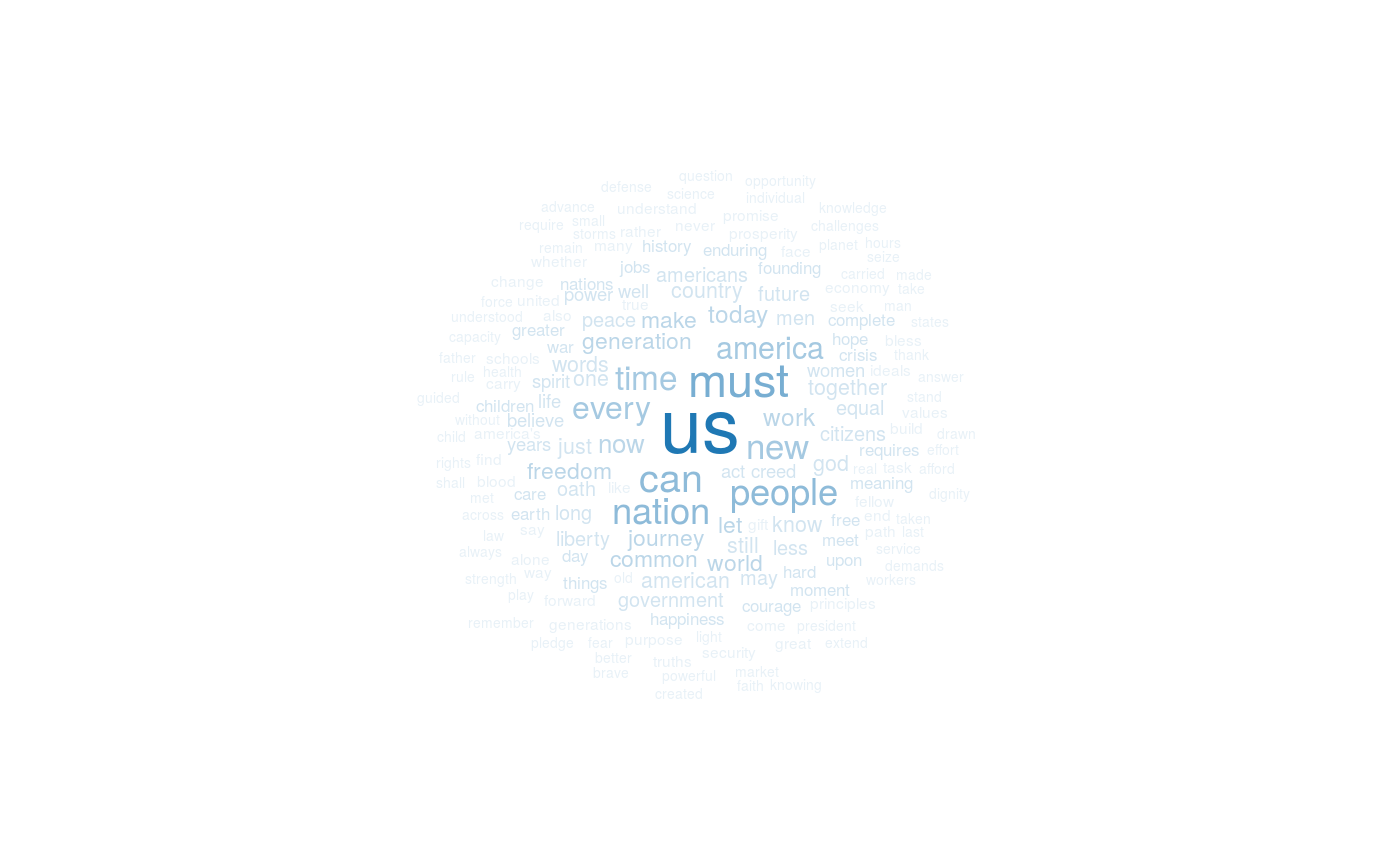 question
defense science opportunity
advance understand individual knowledge
require small promise
storms rather never prosperity challenges
remain many history enduring face planet hours
whether jobs americans founding seize
change nations country future carried made
force united power well economy take
understood also true today seek man
capacity greater peace make men complete states
father war generation america hope bless
schools words crisis thank
rule health spirit one time must women ideals answer
guided carry life together
children every us equal stand
without believe work values
child america's years just now new citizens build drawn
rights find freedom act creed god requires effort
shall blood can real task afford
met care oath like people meaning dignity
across earth long nation let gift know free fellow
law say end taken
always liberty journey still less meet path last
alone day common world upon service
strength way things old american may hard demands
play forward government moment workers
remember generations happiness courage principles
pledge fear purpose light come president
better truths security great extend
brave powerful market
created faith knowing